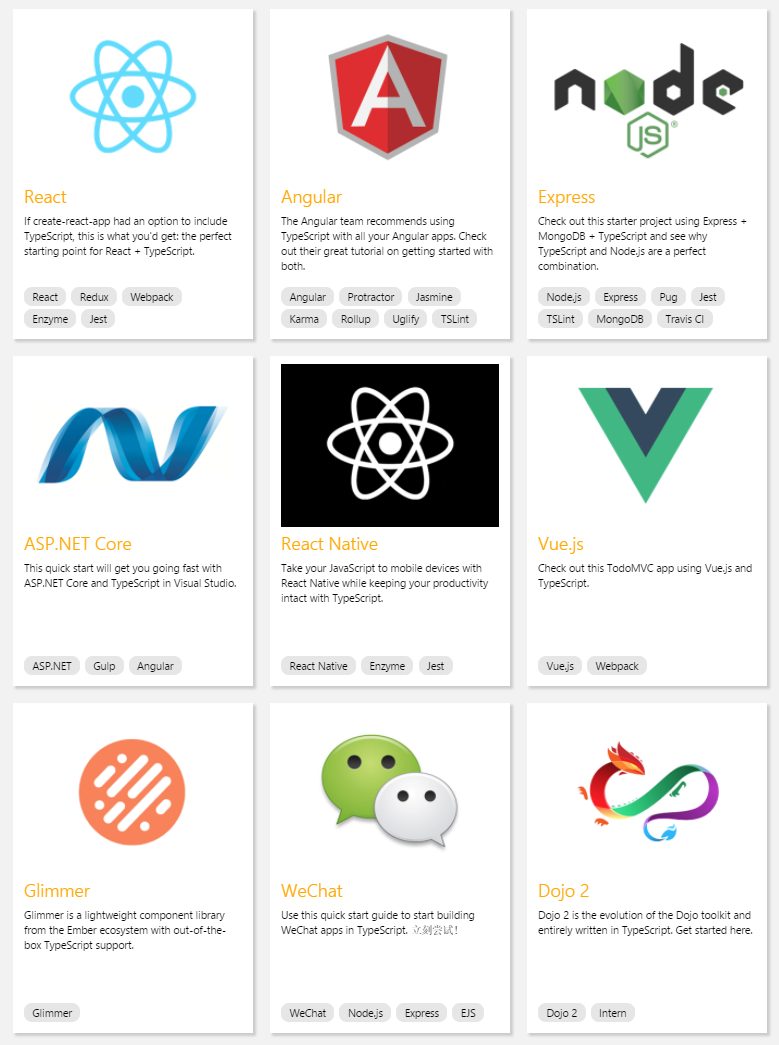 node
JS
®
React
If create-react-app had an option to include
TypeScript, this is what you'd get: the perfect
starting point for React + TypeScript.
React Redux Webpack
Enzyme Jest
A
Angular
The Angular team recommends using
TypeScript with all your Angular apps. Check
out their great tutorial on getting started with
both.
Angular Protractor Jasmine
Karma Rollup Uglify TSLint
Express
Check out this starter project using Express +
MongoDB + TypeScript and see why
TypeScript and Node.js are a perfect
combination.
Node.js Express Pug Jest
TSLint MongoDB Travis CI
ASP.NET Core
This quick start will get you going fast with
ASP.NET Core and TypeScript in Visual Studio.
ASP.NET Gulp Angular
React Native
Take your JavaScript to mobile devices with
React Native while keeping your productivity
intact with TypeScript.
React Native Enzyme Jest
Vue.js
Check out this TodoMVC app using Vue.js and
TypeScript.
Vue.js Webpack
Glimmer
Glimmer is a lightweight component library
from the Ember ecosystem with out-of-the-
box TypeScript support.
Glimmer
WeChat
Use this quick start guide to start building
WeChat apps in TypeScript. 立刻尝试！
WeChat Node.js Express EJS
Dojo 2
Dojo 2 is the evolution of the Dojo toolkit and
entirely written in TypeScript. Get started here.
Dojo 2 Intern